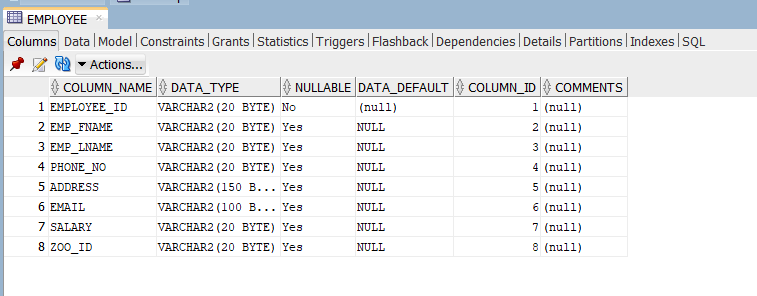 EMPLOYEE
Columns Data Model Constraints Grants Statistics Triggers Flashback Dependencies Details Partitions Indexes SQL
Actions...
COLUMN_NAME DATA_TYPE NULLABLE DATA_DEFAULT COLUMN_ID COMMENTS
1 EMPLOYEE_ID VARCHAR2(20 BYTE) No (null) 1 (null)
2 EMP_FNAME VARCHAR2(20 BYTE) Yes NULL 2 (null)
3 EMP_LNAME VARCHAR2(20 BYTE) Yes NULL 3 (null)
4 PHONE_NO VARCHAR2(20 BYTE) Yes NULL 4 (null)
5 ADDRESS VARCHAR2(150 B... Yes NULL 5 (null)
6 EMAIL VARCHAR2(100 B... Yes NULL 6 (null)
7 SALARY VARCHAR2(20 BYTE) Yes NULL 7 (null)
8 ZOO_ID VARCHAR2(20 BYTE) Yes NULL 8 (null)